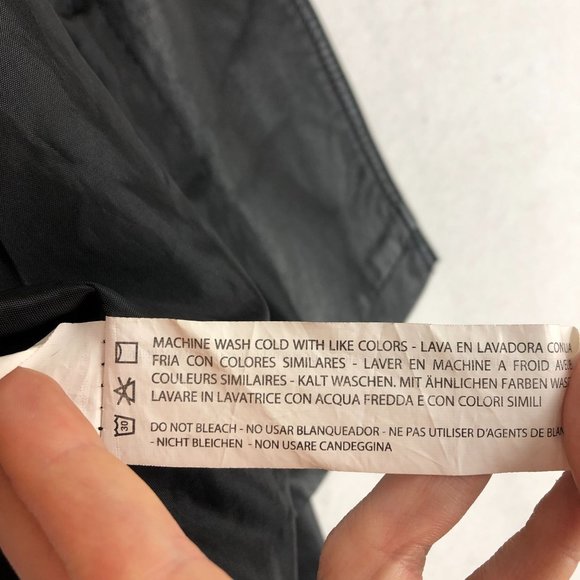 MACHINE WASH COLD WITH LIKE COLORS - LAVA EN LAVADORA CON
FRIA CON COLORES SIMILARES - LAVER EN MACHINE A FROID AVEC
COULEURS SIMILAIRES - KALT WASCHEN. MIT ÄHNLICHEN FARBEN
LAVARE IN LAVATRICE CON ACQUA FREDDA E CON COLORI SIMILI
30
DO NOT BLEACH - NO USAR BLANQUEADOR - NE PAS UTILISER D'AGENTS DE
- NICHT BLEICHEN - NON USARE CANDEGGINA